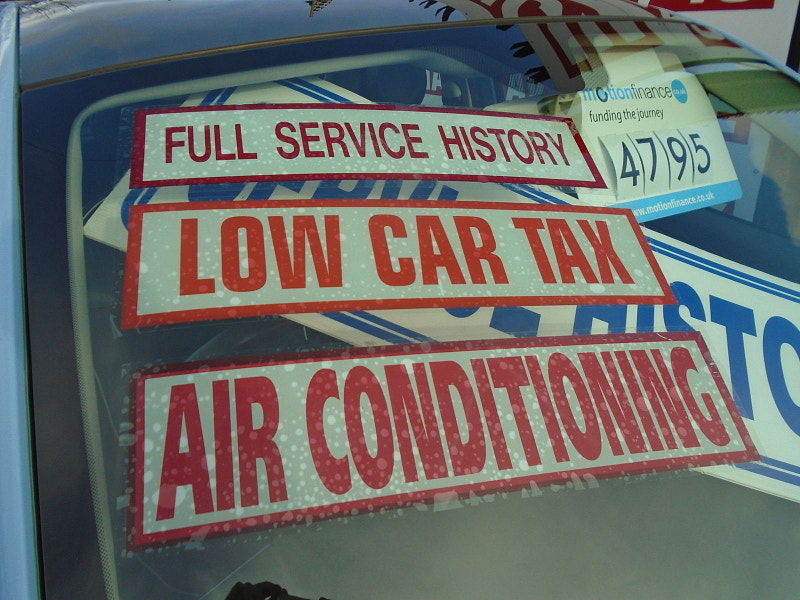 FULL SERVICE HISTORY
motionfinance.co.uk
funding the journey
4795
www.motionfinance.co.uk
LOW CAR TAX
HISTO
AIR CONDITIONING